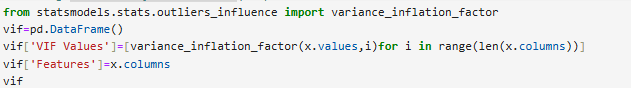 from statsmodels.stats.outliers_influence import variance_inflation_factor
vif=pd.DataFrame()
vif['VIF Values']=[variance_inflation_factor(x.values,i)for i in range(len(x.columns))]
vif['Features']=x.columns
vif